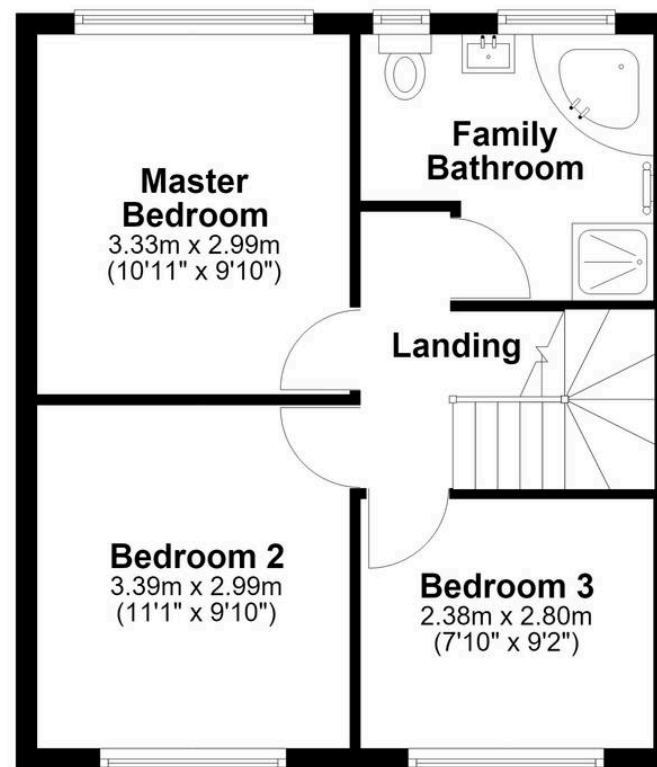 Master
Bedroom
3.33m x 2.99m
(10'11" x 9'10")
Family
Bathroom
Landing
Bedroom 2
3.39m x 2.99m
(11'1" x 9'10")
Bedroom 3
2.38m x 2.80m
(7'10" x 9'2")